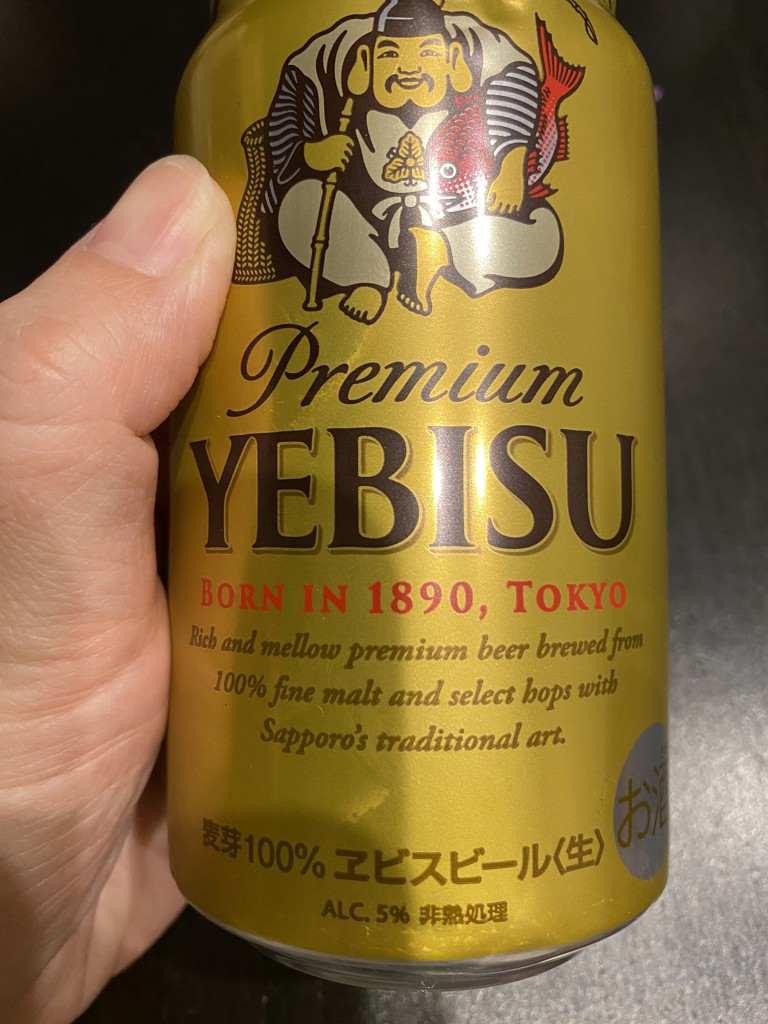 Premium
YEBISU
BORN IN 1890, TOKYO
Rich and mellow premium beer brewed from
100% fine malt and select hops with
Sapporo's traditional art.
お酒
麦芽100% ヱビスビール〈生〉
ALC. 5% 非熱処理